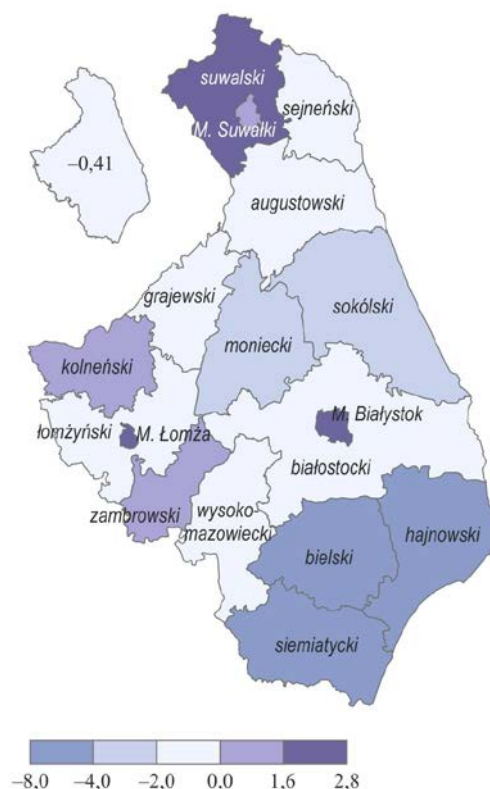 suwalski
sejneński
M. Suwałki
–0,41
augustowski
grajewski
sokólski
moniecki
kolneński
M. Białystok
łomżyński
M. Łomża
białostocki
zambrowski
wysoko-
mazowiecki
hajnowski
bielski
siemiatycki
–8,0 –4,0 –2,0 0,0 1,6 2,8